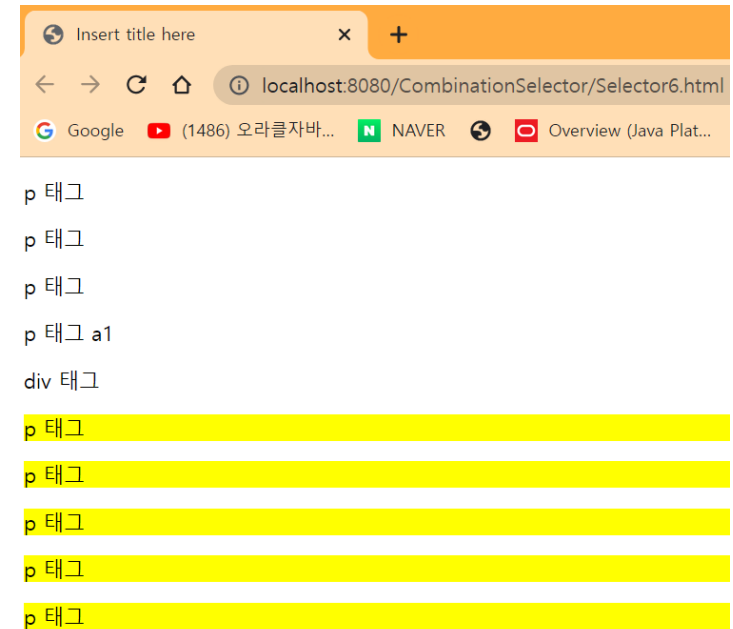 Insert title here
localhost:8080/CombinationSelector/Selector6.html
Google (1486) 오라클자바... NAVER Overview (Java Plat...
p 태그
p 태그
p 태그
p 태그 a1
div 태그
p 태그
p 태그
p 태그
p 태그
p 태그